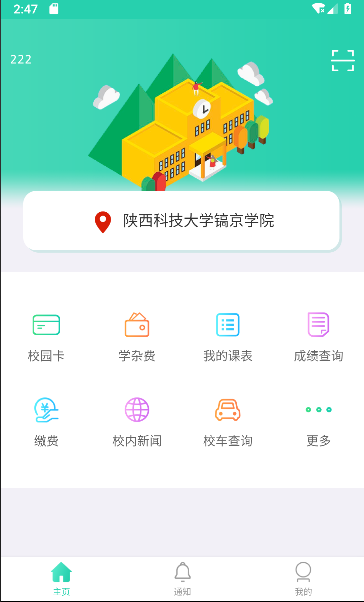 2:47
222
陕西科技大学镐京学院
校园卡 学杂费 我的课表 成绩查询
缴费 校内新闻 校车查询 更多
主页 通知 我的